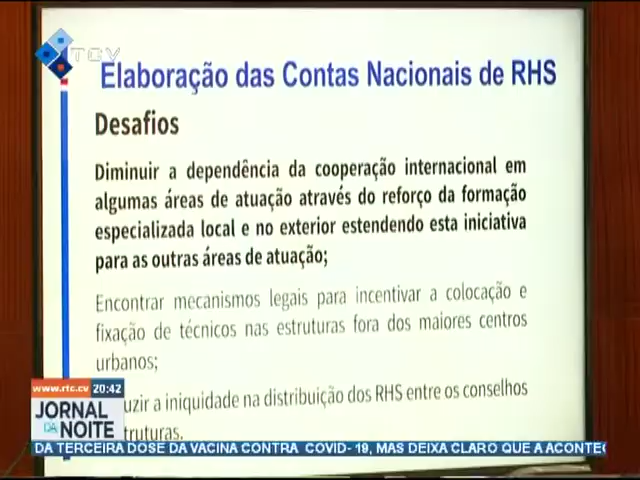 TCV
Elaboração das Contas Nacionais de RHS
Desafios
Diminuir a dependência da cooperação internacional em
algumas áreas de atuação através do reforço da formação
especializada local e no exterior estendendo esta iniciativa
para as outras áreas de atuação;
Encontrar mecanismos legais para incentivar a colocação e
fixação de técnicos nas estruturas fora dos maiores centros
urbanos;
uzir a iniquidade na distribuição dos RHS entre os conselhos
truturas.
www.rtc.cv 20:42
JORNAL
DA NOITE
DA TERCEIRA DOSE DA VACINA CONTRA COVID-19, MAS DEIXA CLARO QUE A ACONTE